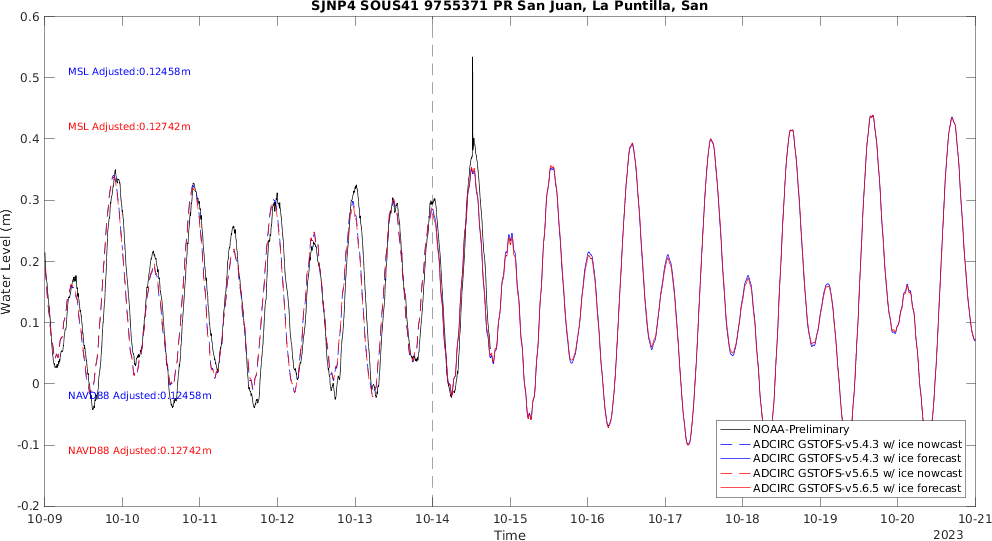 SJNP4 SOUS41 9755371 PR San Juan, La Puntilla, San
0.6
0.5
0.4
0.3
0.2
0.1
0
-0.1
-0.2
Water Level (m)
MSL Adjusted:0.12458m
MSL Adjusted:0.12742m
NAVD88 Adjusted:0.12458m
NAVD88 Adjusted:0.12742m
NOAA-Preliminary
ADCIRC GSTOFS-v5.4.3 w/ ice nowcast
ADCIRC GSTOFS-v5.4.3 w/ ice forecast
ADCIRC GSTOFS-v5.6.5 w/ ice nowcast
ADCIRC GSTOFS-v5.6.5 w/ ice forecast
10-09 10-10 10-11 10-12 10-13 10-14 10-15 10-16 10-17 10-18 10-19 10-20 10-21
Time
2023